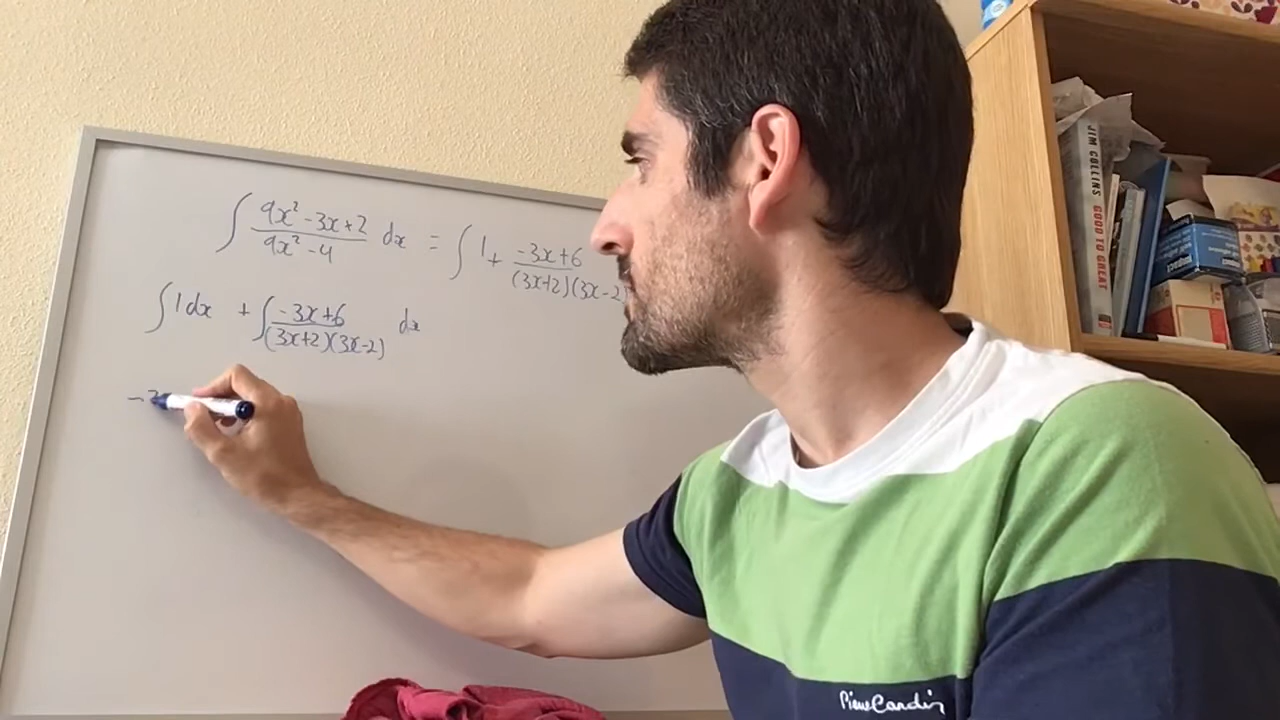 ∫ (9x² - 3x + 2)/(9x² - 4) dx = ∫ 1 + (-3x + 6)/((3x+2)(3x-2)
∫ 1 dx + ∫ (-3x + 6)/((3x+2)(3x-2)) dx
-3
JIM COLLINS GOOD TO GREAT
Pierre Cardin